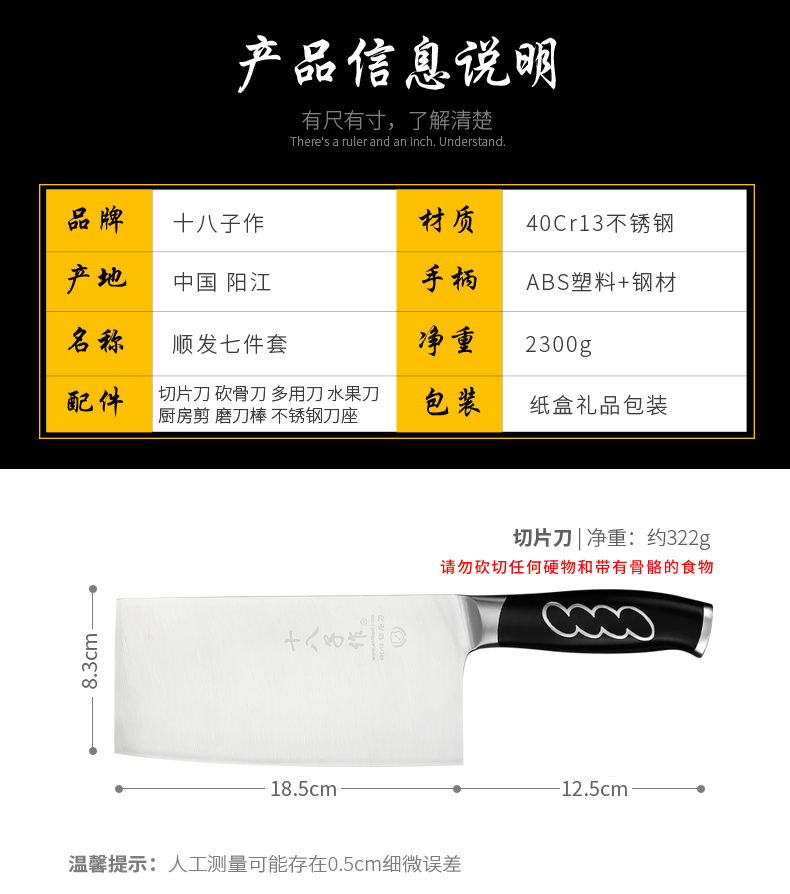 产品信息说明
有尺有寸，了解清楚
There's a ruler and an inch. Understand.
品牌 十八子作 材质 40Cr13不锈钢
产地 中国 阳江 手柄 ABS塑料+钢材
名称 顺发七件套 净重 2300g
配件 切片刀 砍骨刀 多用刀 水果刀
厨房剪 磨刀棒 不锈钢刀座
包装 纸盒礼品包装
切片刀 | 净重：约322g
请勿砍切任何硬物和带有骨骼的食物
十八子作
8.3cm
18.5cm 12.5cm
温馨提示：人工测量可能存在0.5cm细微误差